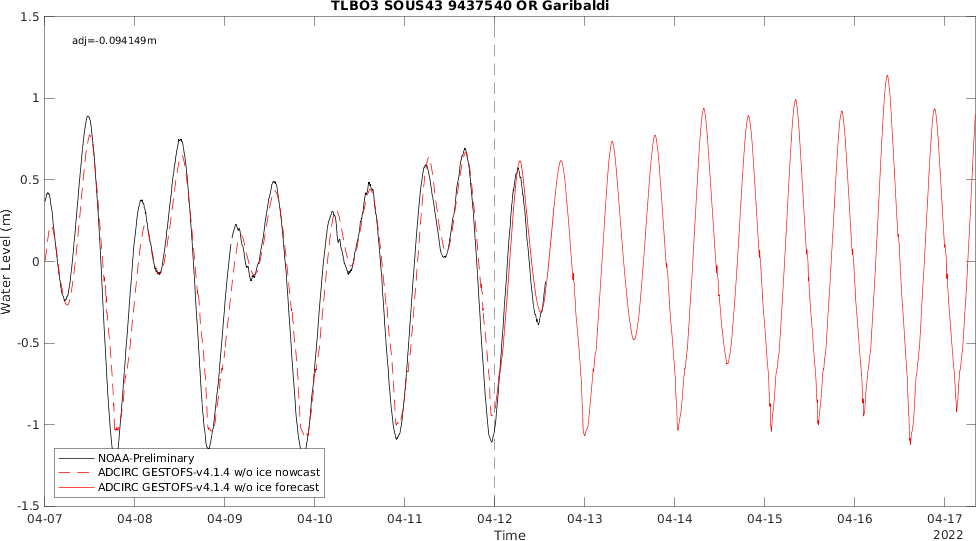 TLBO3 SOUS43 9437540 OR Garibaldi
adj=-0.094149m
Water Level (m)
1.5
1
0.5
0
-0.5
-1
-1.5
NOAA-Preliminary
ADCIRC GESTOFS-v4.1.4 w/o ice nowcast
ADCIRC GESTOFS-v4.1.4 w/o ice forecast
04-07 04-08 04-09 04-10 04-11 04-12 04-13 04-14 04-15 04-16 04-17
Time
2022